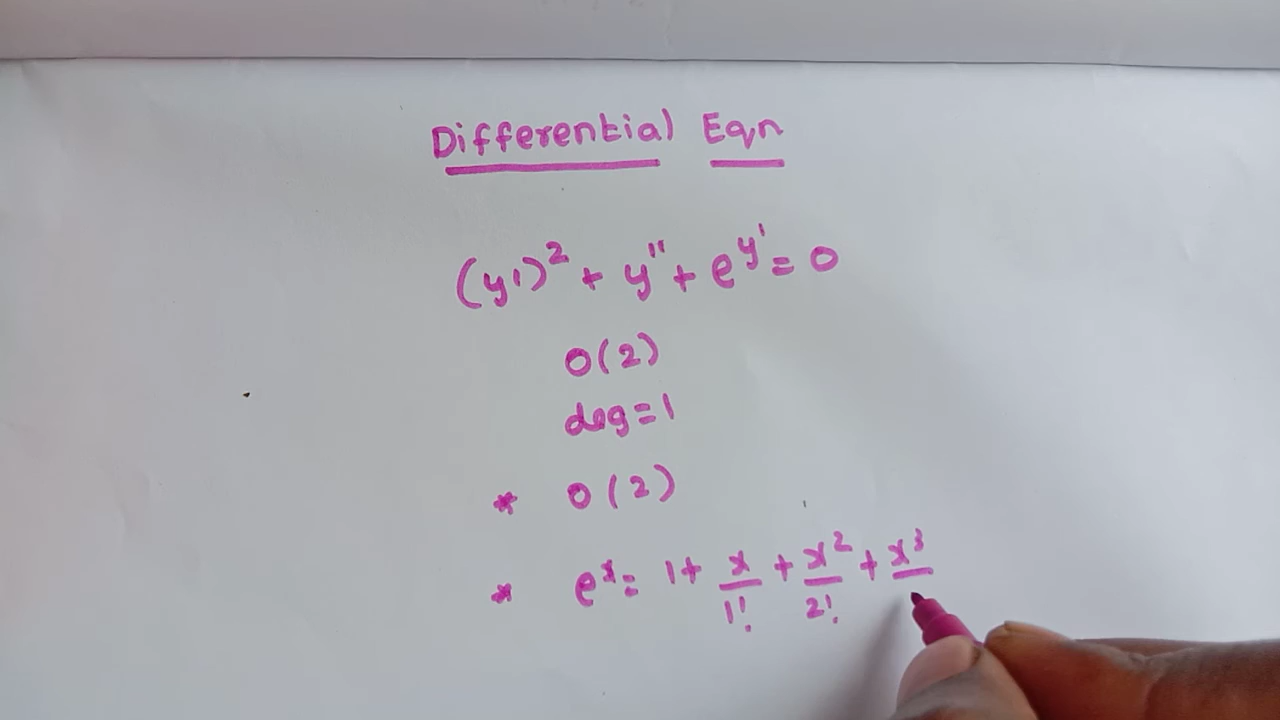 Differential Eqn
(y')² + y'' + e^y' = 0
O(2)
deg=1
* O(2)
* e^x = 1 + x/1! + x²/2! + x³/